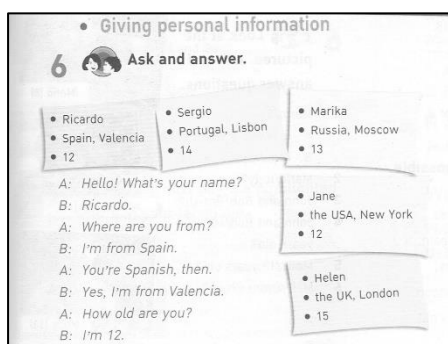 • Giving personal information
6 Ask and answer.
• Ricardo
• Spain, Valencia
• 12
• Sergio
• Portugal, Lisbon
• 14
• Marika
• Russia, Moscow
• 13
A: Hello! What's your name?
B: Ricardo.
A: Where are you from?
B: I'm from Spain.
A: You're Spanish, then.
B: Yes, I'm from Valencia.
A: How old are you?
B: I'm 12.
• Jane
• the USA, New York
• 12
• Helen
• the UK, London
• 15